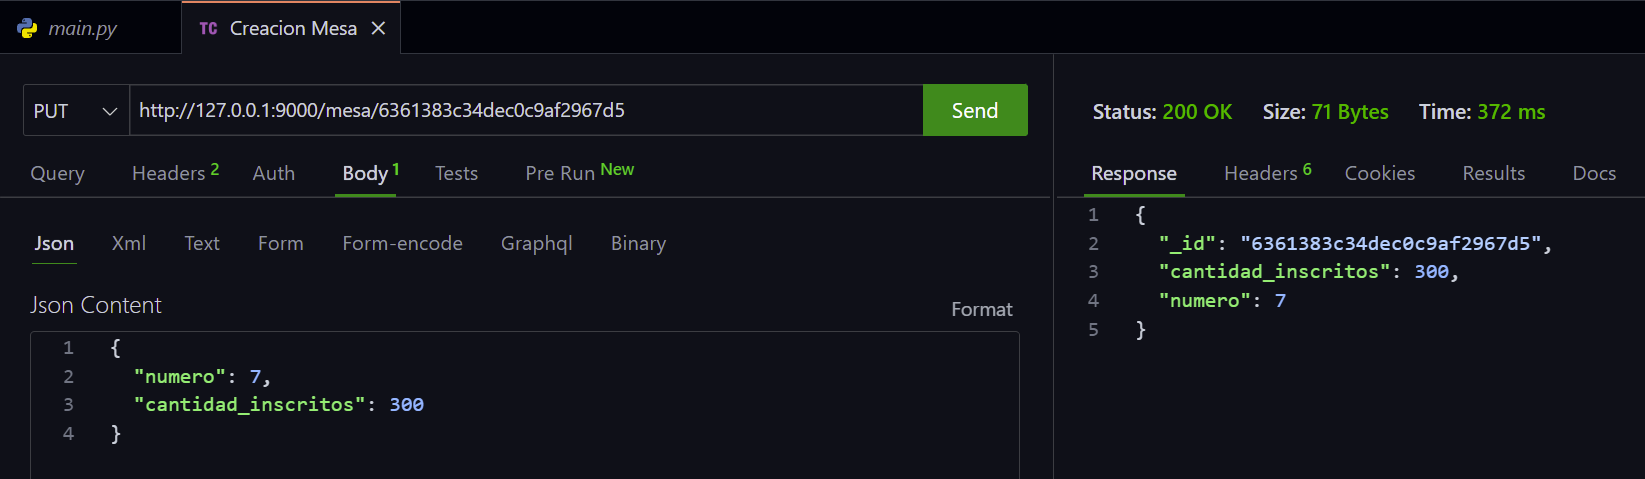 main.py TC Creacion Mesa
PUT http://127.0.0.1:9000/mesa/6361383c34dec0c9af2967d5 Send
Query Headers 2 Auth Body 1 Tests Pre Run New
Json Xml Text Form Form-encode Graphql Binary
Json Content Format
1 {
2 "numero": 7,
3 "cantidad_inscritos": 300
4 }
Status: 200 OK Size: 71 Bytes Time: 372 ms
Response Headers 6 Cookies Results Docs
1 {
2 "_id": "6361383c34dec0c9af2967d5",
3 "cantidad_inscritos": 300,
4 "numero": 7
5 }